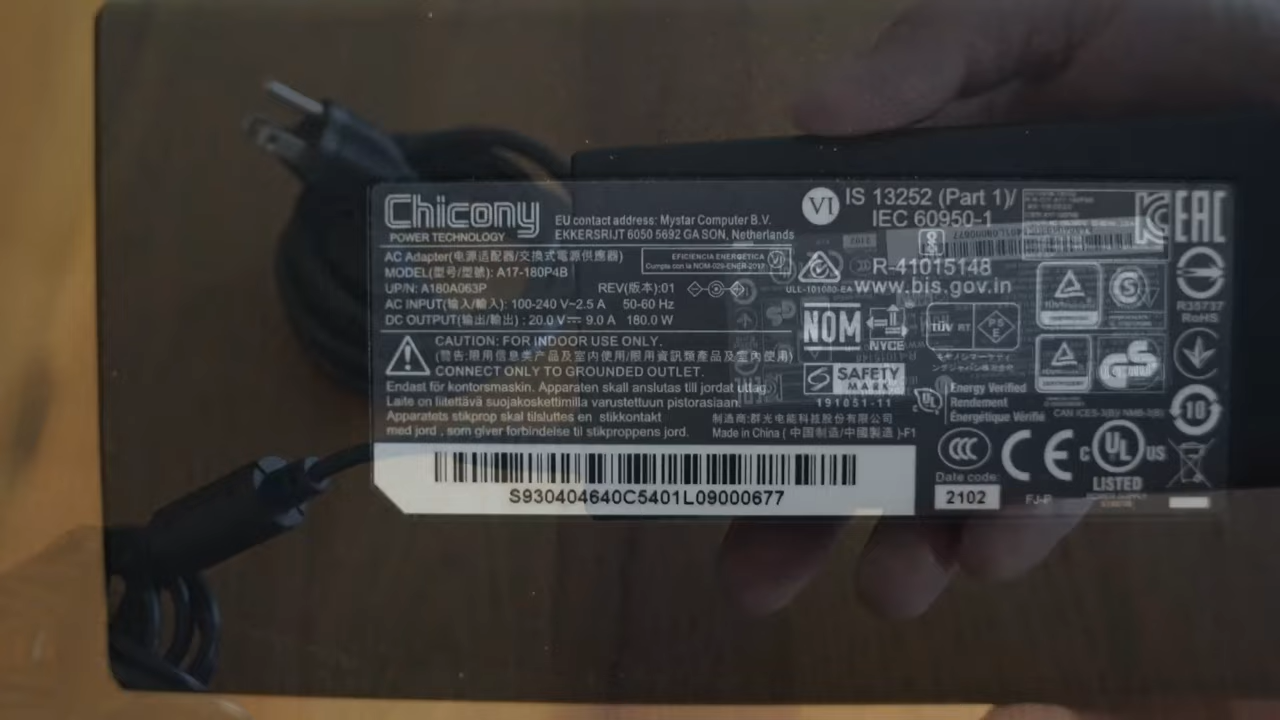 Chicony
POWER TECHNOLOGY
EU contact address: Mystar Computer B.V.
EKKERSRIJT 6050 5692 GA SON, Netherlands
AC Adapter(电源适配器/交換式電源供應器)
MODEL(型号/型號): A17-180P4B
UP/N: A180A063P
REV(版本):01
AC INPUT(输入/輸入): 100-240 V~2.5 A 50-60 Hz
DC OUTPUT(输出/輸出) : 20.0 V⎓ 9.0 A 180.0 W
EFICIENCIA ENERGETICA
Cumple con la NOM-029-ENER-2017
VI
CAUTION: FOR INDOOR USE ONLY.
(警告:限用信息类产品及室内使用/限用資訊類產品及室內使用)
CONNECT ONLY TO GROUNDED OUTLET.
Endast för kontorsmaskin. Apparaten skall anslutas till jordat uttag.
Laite on liitettävä suojakoskettimilla varustettuun pistorasiaan.
Apparatets stikprop skal tilsluttes en stikkontakt
med jord , som giver forbindelse til stikproppens jord.
制造商:群光电能科技股份有限公司
Made in China ( 中国制造/中國製造 )-F1
S930404640C5401L09000677
VI
IS 13252 (Part 1)/
IEC 60950-1
R-41015148
www.bis.gov.in
NOM
NYCE
SAFETY
MARK
191051-11
TÜV RT
PS
E
EAC
R38737
RoHS
S
GS
10
Energy Verified
Rendement
Énergétique Vérifié
CAN ICES-3(B)/ NMB-3(B)
CCC
CE
c UL US
LISTED
Date code:
2102
FJ-P